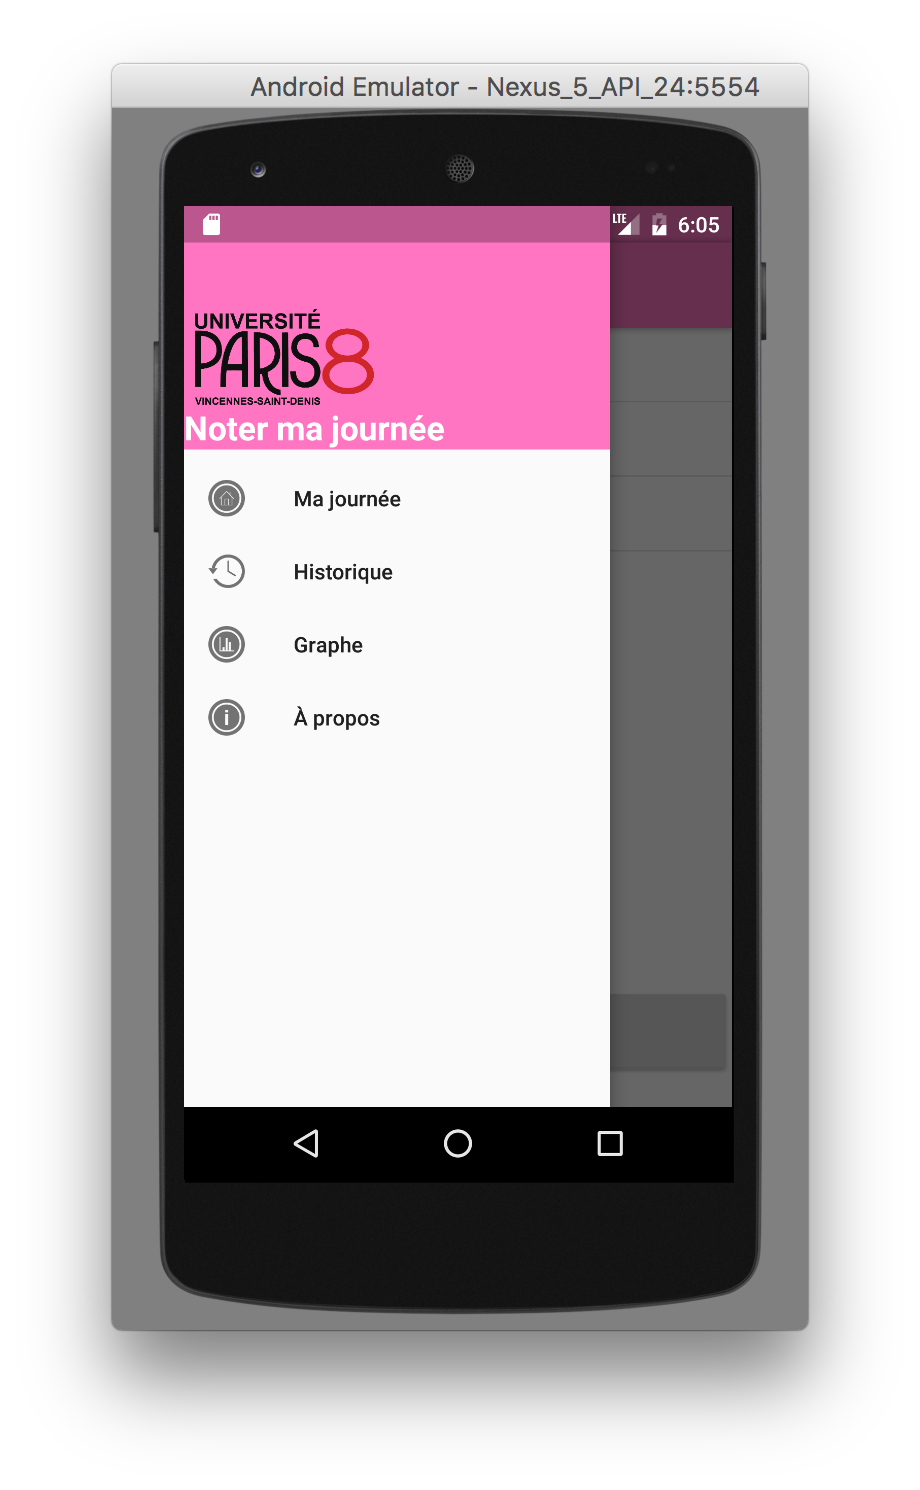 Android Emulator - Nexus_5_API_24:5554
LTE 6:05
UNIVERSITÉ
PARIS8
VINCENNES-SAINT-DENIS
Noter ma journée
Ma journée
Historique
Graphe
À propos